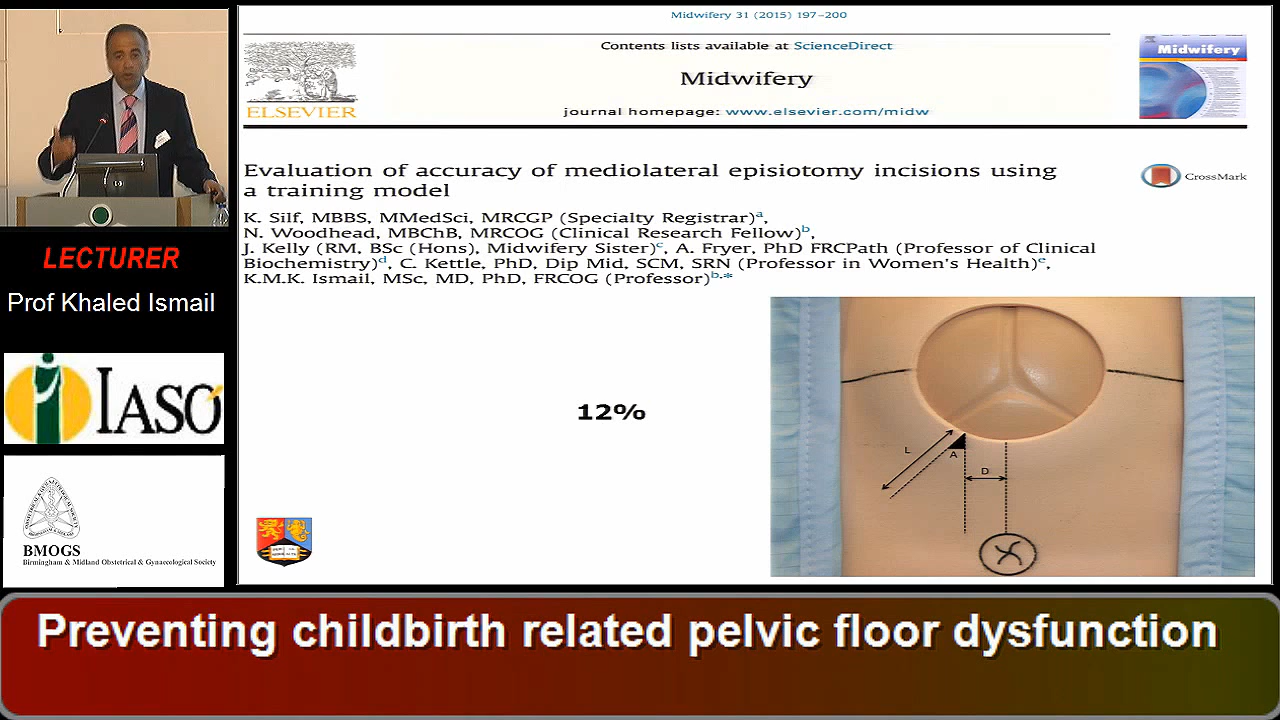 Midwifery 31 (2015) 197–200
Contents lists available at ScienceDirect
Midwifery
journal homepage: www.elsevier.com/midw
ELSEVIER
Midwifery
Evaluation of accuracy of mediolateral episiotomy incisions using
a training model
CrossMark
K. Silf, MBBS, MMedSci, MRCGP (Specialty Registrar)a,
N. Woodhead, MBChB, MRCOG (Clinical Research Fellow)b,
J. Kelly (RM, BSc (Hons), Midwifery Sister)c, A. Fryer, PhD FRCPath (Professor of Clinical
Biochemistry)d, C. Kettle, PhD, Dip Mid, SCM, SRN (Professor in Women's Health)e,
K.M.K. Ismail, MSc, MD, PhD, FRCOG (Professor)b,*
12%
L
A
D
LECTURER
Prof Khaled Ismail
IASO
BMOGS
Birmingham & Midland Obstetrical & Gynaecological Society
Preventing childbirth related pelvic floor dysfunction